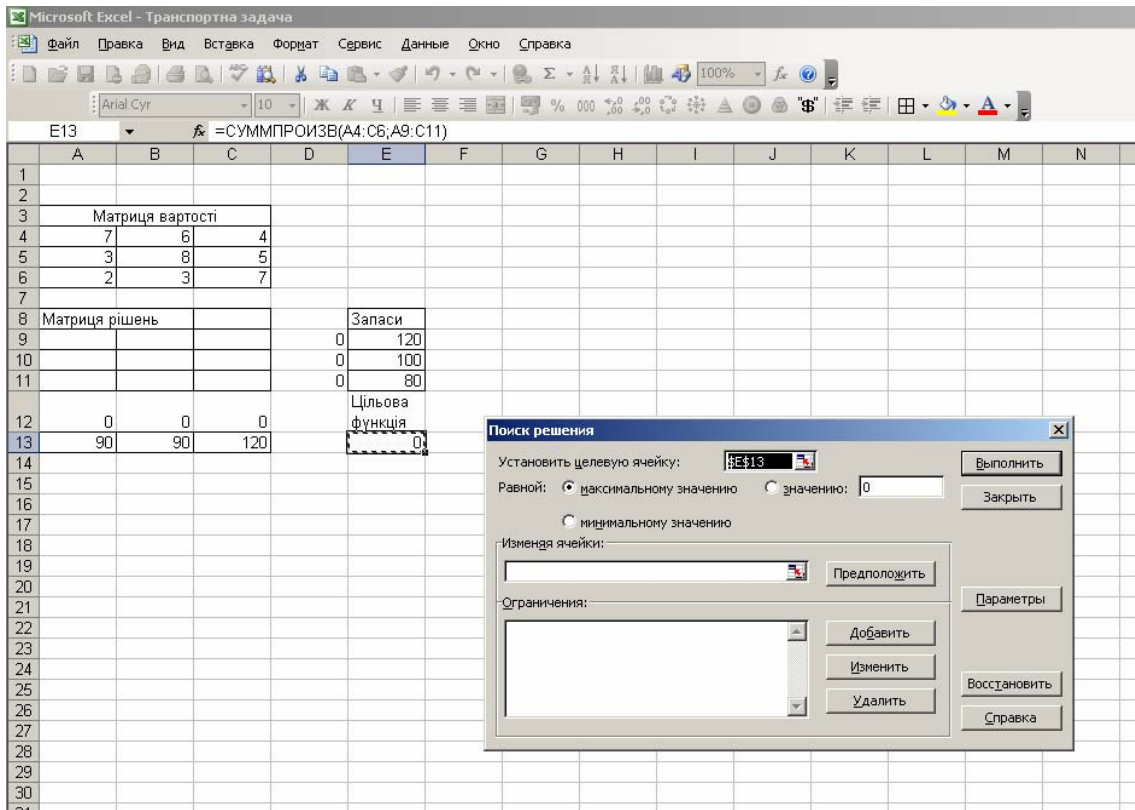 Microsoft Excel - Транспортна задача
Файл Правка Вид Вставка Формат Сервис Данные Окно Справка
100%
Arial Cyr 10 Ж К Ч % 000
E13 fx =СУММПРОИЗВ(A4:C6;A9:C11)
A B C D E F G H I J K L M N
1
2
3 Матриця вартості
4 7 6 4
5 3 8 5
6 2 3 7
7
8 Матриця рішень Запаси
9 0 120
10 0 100
11 0 80
12 0 0 0 Цільова
функція
13 90 90 120 0
14
15
16
17
18
19
20
21
22
23
24
25
26
27
28
29
30
Поиск решения
Установить целевую ячейку: $E$13 Выполнить
Равной: максимальному значению значению: 0 Закрыть
минимальному значению
Изменяя ячейки:
Предположить
Параметры
Ограничения:
Добавить
Изменить
Восстановить
Удалить
Справка